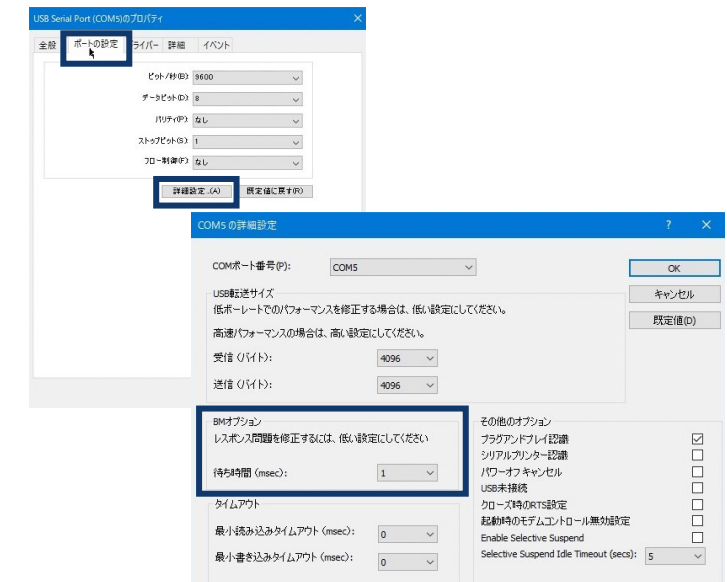 USB Serial Port (COM5)のプロパティ
全般 ポートの設定 ライバー 詳細 イベント
ビット/秒(B): 9600
データビット(D): 8
パリティ(P): なし
ストップビット(S): 1
フロー制御(F): なし
詳細設定...(A) 既定値に戻す(R)
COM5 の詳細設定
COMポート番号(P): COM5
OK
キャンセル
既定値(D)
USB転送サイズ
低ボーレートでのパフォーマンスを修正する場合は、低い設定にしてください。
高速パフォーマンスの場合は、高い設定にしてください。
受信 (バイト): 4096
送信 (バイト): 4096
BMオプション
レスポンス問題を修正するには、低い設定にしてください
待ち時間 (msec): 1
タイムアウト
最小読み込みタイムアウト (msec): 0
最小書き込みタイムアウト (msec): 0
その他のオプション
プラグアンドプレイ認識
シリアルプリンター認識
パワーオフ キャンセル
USB未接続
クローズ時のRTS設定
起動時のモデムコントロール無効設定
Enable Selective Suspend
Selective Suspend Idle Timeout (secs): 5